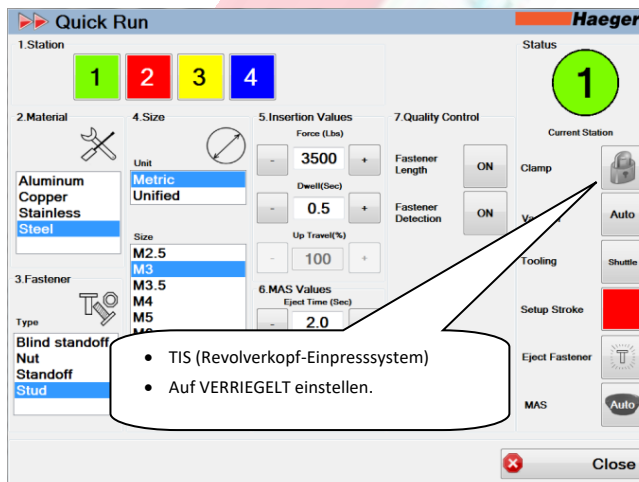 Quick Run
Haeger
1.Station
1
2
3
4
Status
1
Current Station
2.Material
Aluminum
Copper
Stainless
Steel
3.Fastener
Type
Blind standoff
Nut
Standoff
Stud
4.Size
Unit
Metric
Unified
Size
M2.5
M3
M3.5
M4
M5
5.Insertion Values
Force (Lbs)
- 3500 +
Dwell(Sec)
- 0.5 +
Up Travel(%)
- 100 +
6.MAS Values
Eject Time (Sec)
2.0
7.Quality Control
Fastener
Length
ON
Fastener
Detection
ON
Clamp
Auto
Tooling
Shuttle
Setup Stroke
Eject Fastener
MAS
Auto
• TIS (Revolverkopf-Einpresssystem)
• Auf VERRIEGELT einstellen.
Close